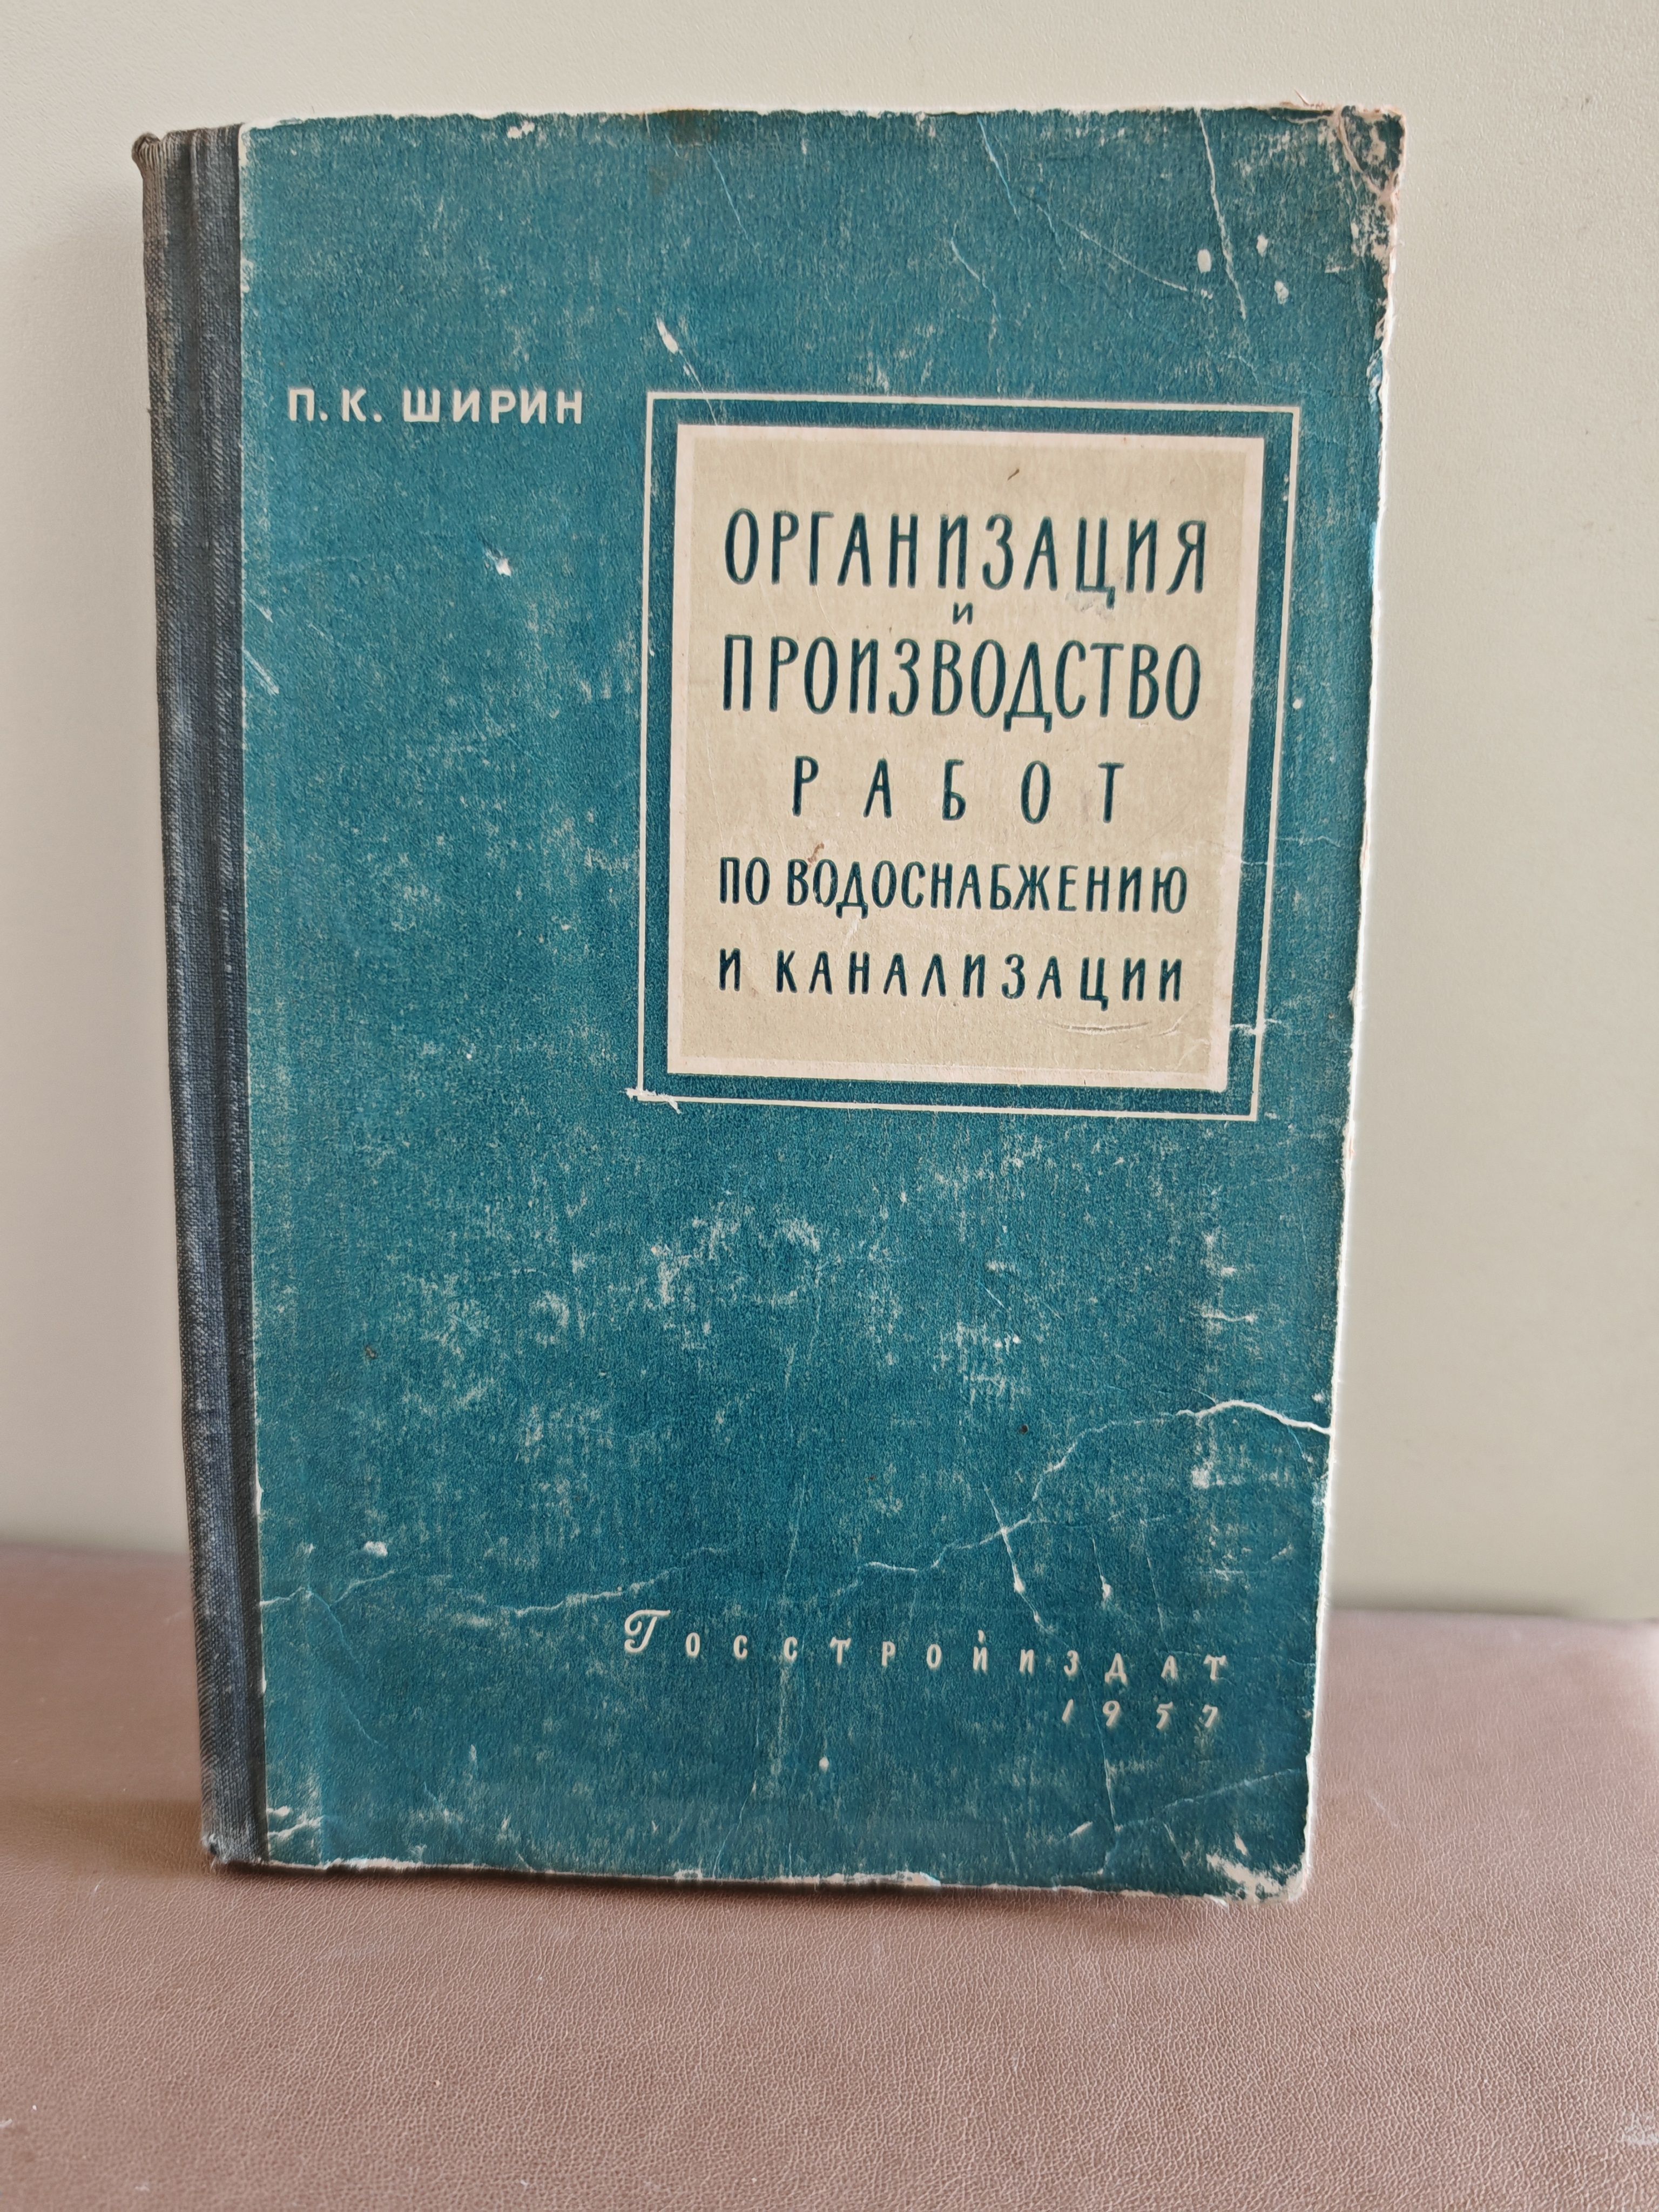 П. К. ШИРИН
ОРГАНИЗАЦИЯ
И
ПРОИЗВОДСТВО
РАБОТ
ПО ВОДОСНАБЖЕНИЮ
И КАНАЛИЗАЦИИ
Госстройиздат
1957